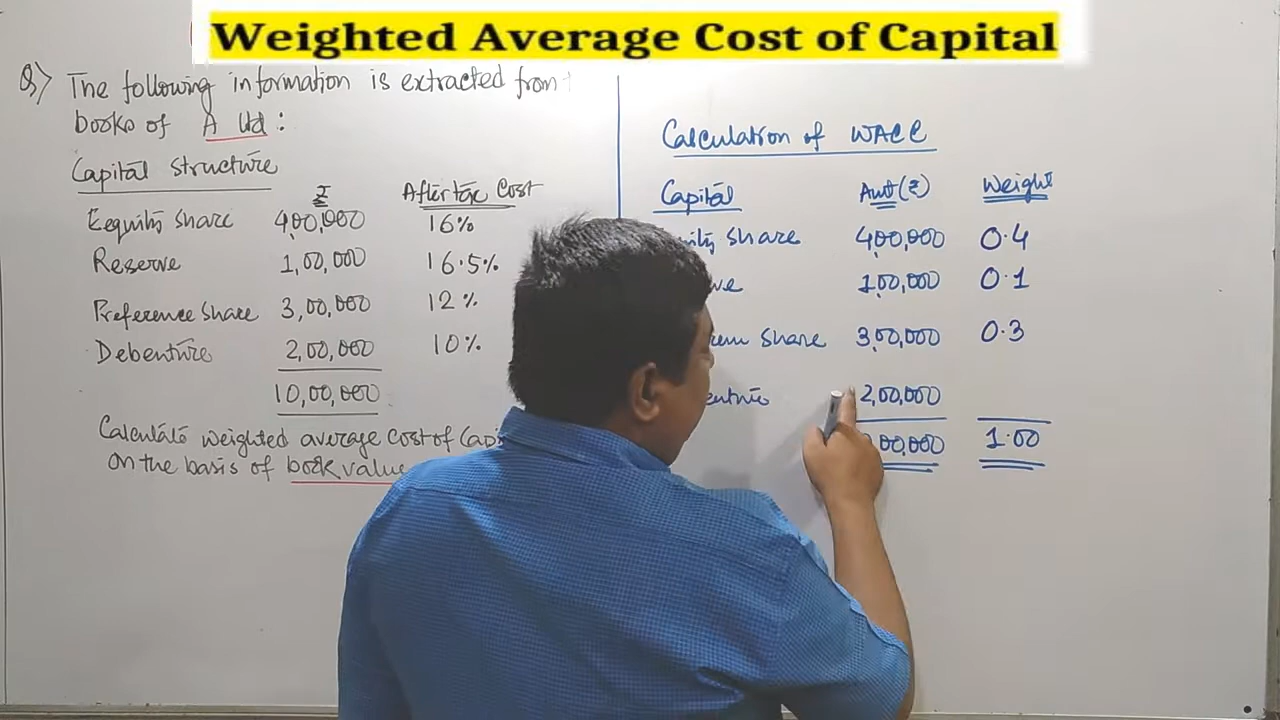 Weighted Average Cost of Capital
Q) The following information is extracted from
books of A Ltd :
Capital structure
₹ After tax Cost
Eequity share 4,00,000 16%
Reserve 1,00,000 16.5%
Preference share 3,00,000 12%
Debenture 2,00,000 10%
10,00,000
Calculate weighted average cost of
on the basis of book value
Calculation of WACC
Capital Amt (₹) Weight
share 4,00,000 0.4
1,00,000 0.1
share 3,00,000 0.3
2,00,000
00,000 1.00